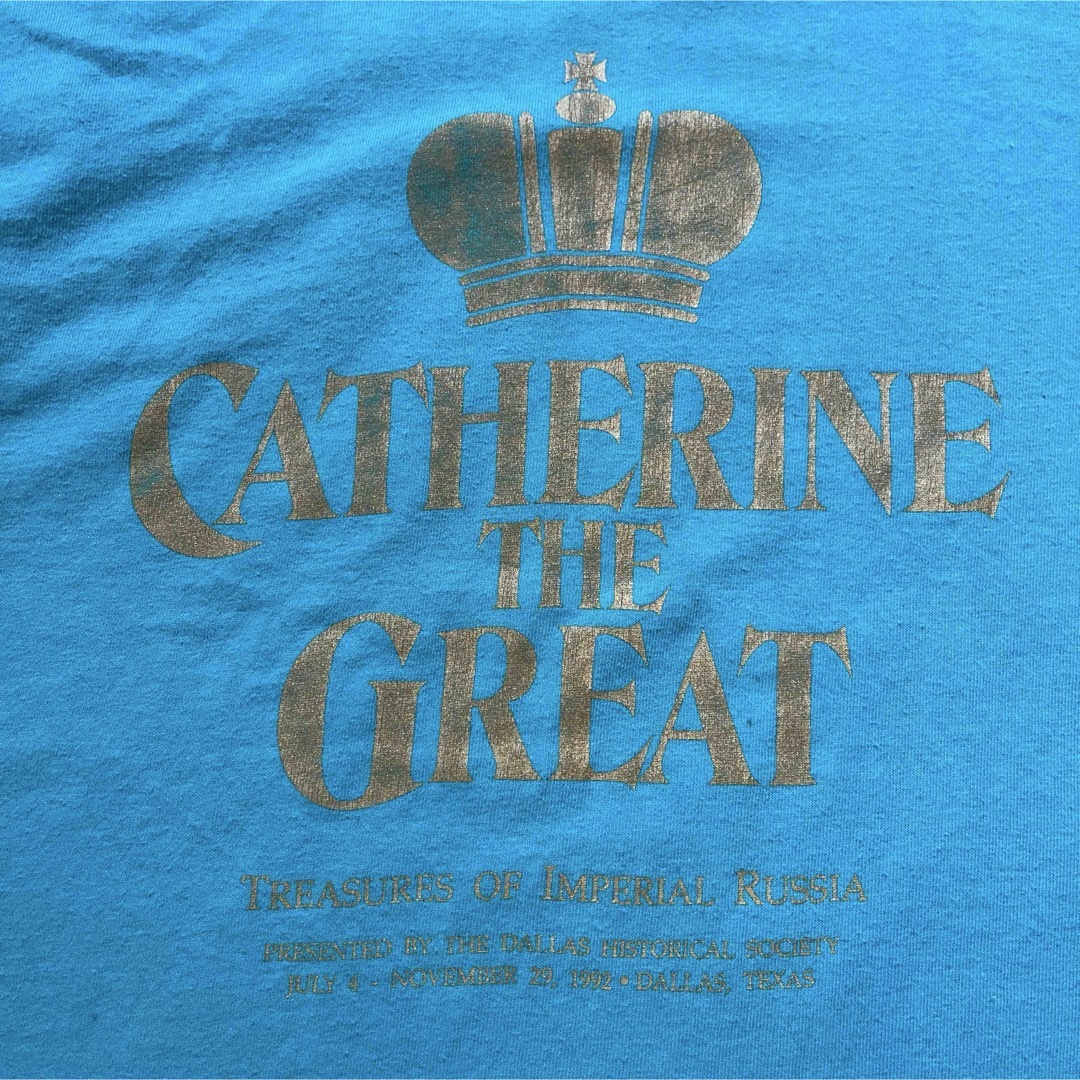 CATHERINE
THE
GREAT
TREASURES OF IMPERIAL RUSSIA
PRESENTED BY THE DALLAS HISTORICAL SOCIETY
JULY 4 - NOVEMBER 29, 1992 • DALLAS, TEXAS